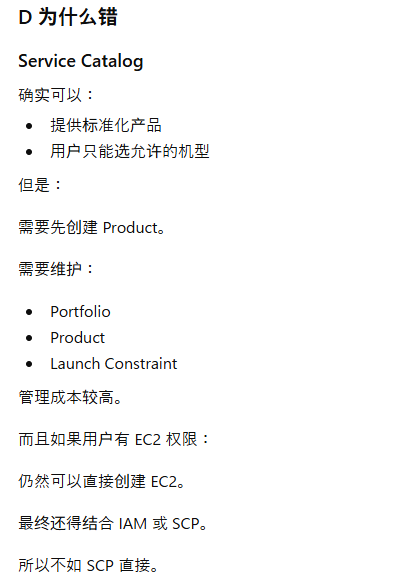 D 为什么错
Service Catalog
确实可以：
• 提供标准化产品
• 用户只能选允许的机型
但是：
需要先创建 Product。
需要维护：
• Portfolio
• Product
• Launch Constraint
管理成本较高。
而且如果用户有 EC2 权限：
仍然可以直接创建 EC2。
最终还得结合 IAM 或 SCP。
所以不如 SCP 直接。